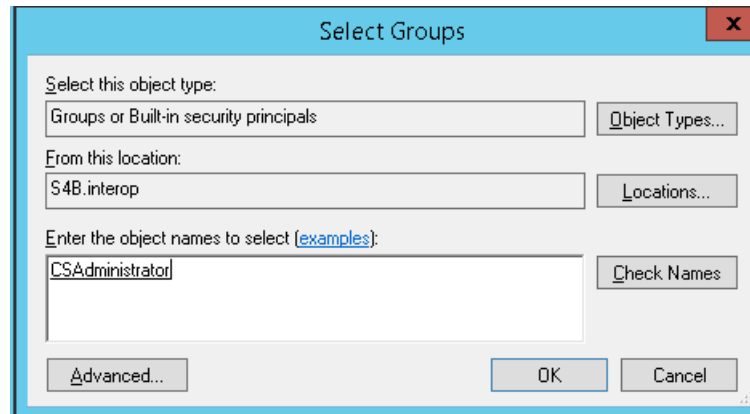 Select Groups
x
Select this object type:
Groups or Built-in security principals
Object Types...
From this location:
S4B.interop
Locations...
Enter the object names to select (examples):
CSAdministrator
Check Names
Advanced...
OK
Cancel